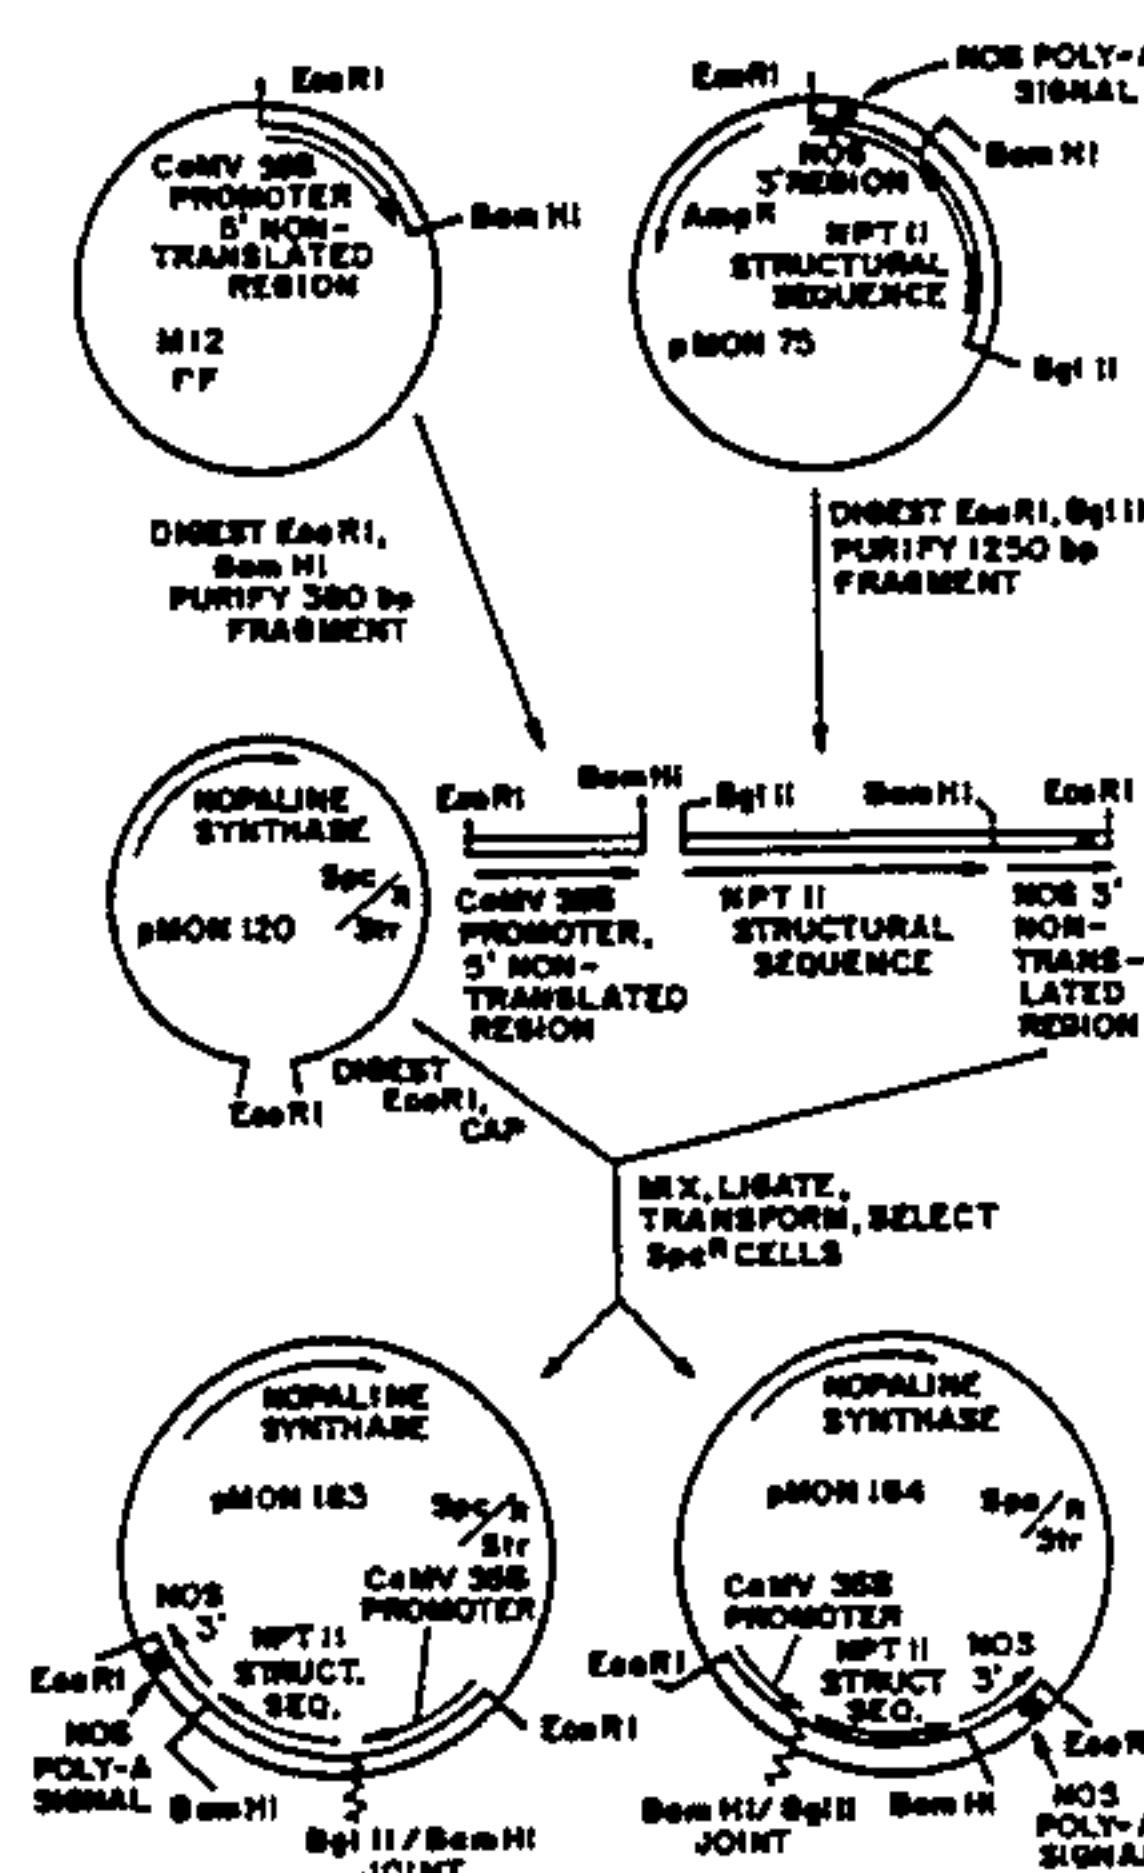 EcoRI
CaMV 35S
PROMOTER
5' NON-
TRANSLATED
REGION
Bam HI
M12
RF
EcoRI
NOS POLY-A
SIGNAL
Bam HI
NOS
3' REGION
AmpR
NPT II
STRUCTURAL
SEQUENCE
pMON 75
Bgl II
DIGEST EcoRI,
Bam HI
PURIFY 380 bp
FRAGMENT
DIGEST EcoRI, Bgl II
PURIFY 1250 bp
FRAGMENT
NOPALINE
SYNTHASE
Spc/R
Str
pMON 120
EcoRI
EcoRI
Bam HI
Bgl II
Bam HI
EcoRI
CaMV 35S
PROMOTER,
5' NON-
TRANSLATED
REGION
NPT II
STRUCTURAL
SEQUENCE
NOS 3'
NON-
TRANS-
LATED
REGION
DIGEST
EcoRI,
CAP
MIX, LIGATE,
TRANSFORM, SELECT
SpcR CELLS
NOPALINE
SYNTHASE
pMON 183
Spc/R
Str
CaMV 35S
PROMOTER
NOS
3'
NPT II
STRUCT.
SEQ.
EcoRI
NOS
POLY-A
SIGNAL
Bam HI
EcoRI
Bgl II / Bam HI
JOINT
NOPALINE
SYNTHASE
pMON 184
Spc/R
Str
CaMV 35S
PROMOTER
NPT II
STRUCT
SEQ.
NOS
3'
EcoRI
Bam HI / Bgl II
JOINT
Bam HI
EcoR
NOS
POLY-A
SIGNA